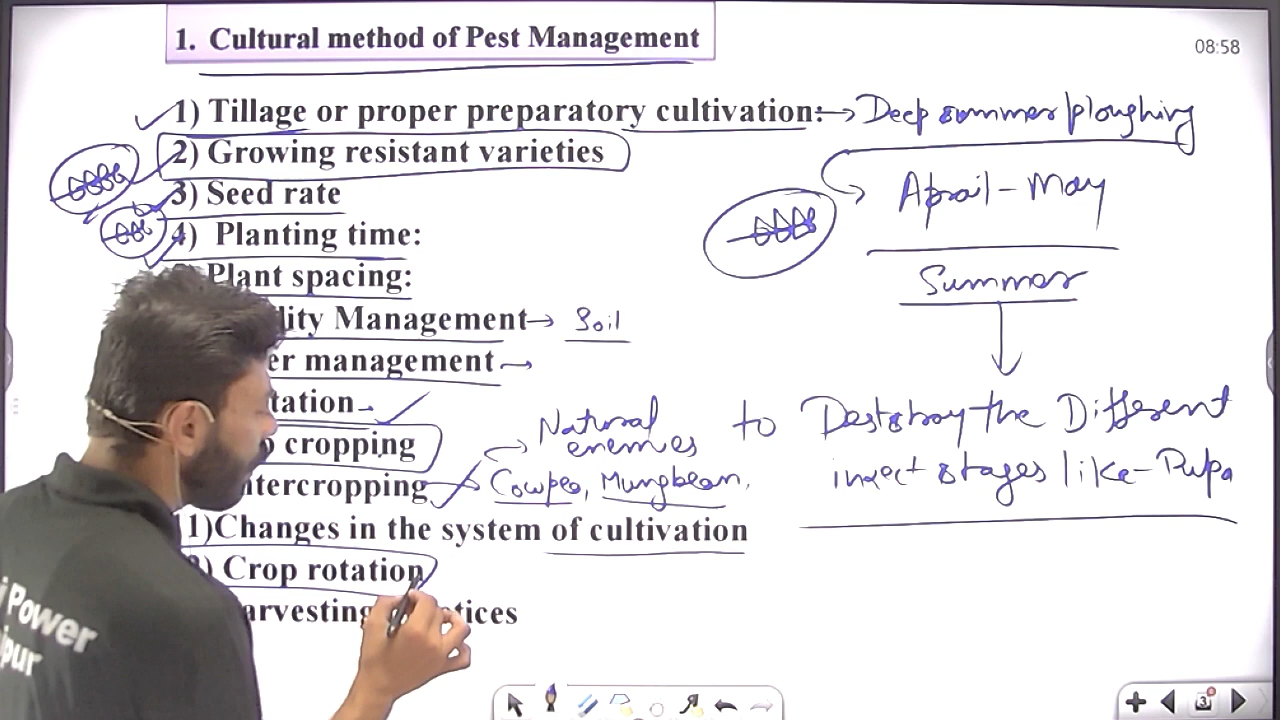 1. Cultural method of Pest Management
08:58
1) Tillage or proper preparatory cultivation:→ Deep summer/ploughing
2) Growing resistant varieties
3) Seed rate
4) Planting time:
Plant spacing:
lity Management→ Soil
er management→
tation
cropping
ntercropping
1)Changes in the system of cultivation
) Crop rotation
arvesting tices
April-May
Summer
to Destroy the Different
insect stages like-Pupa
Natural
enemies
Cowpea, Mungbean,
i Power
ipur
3